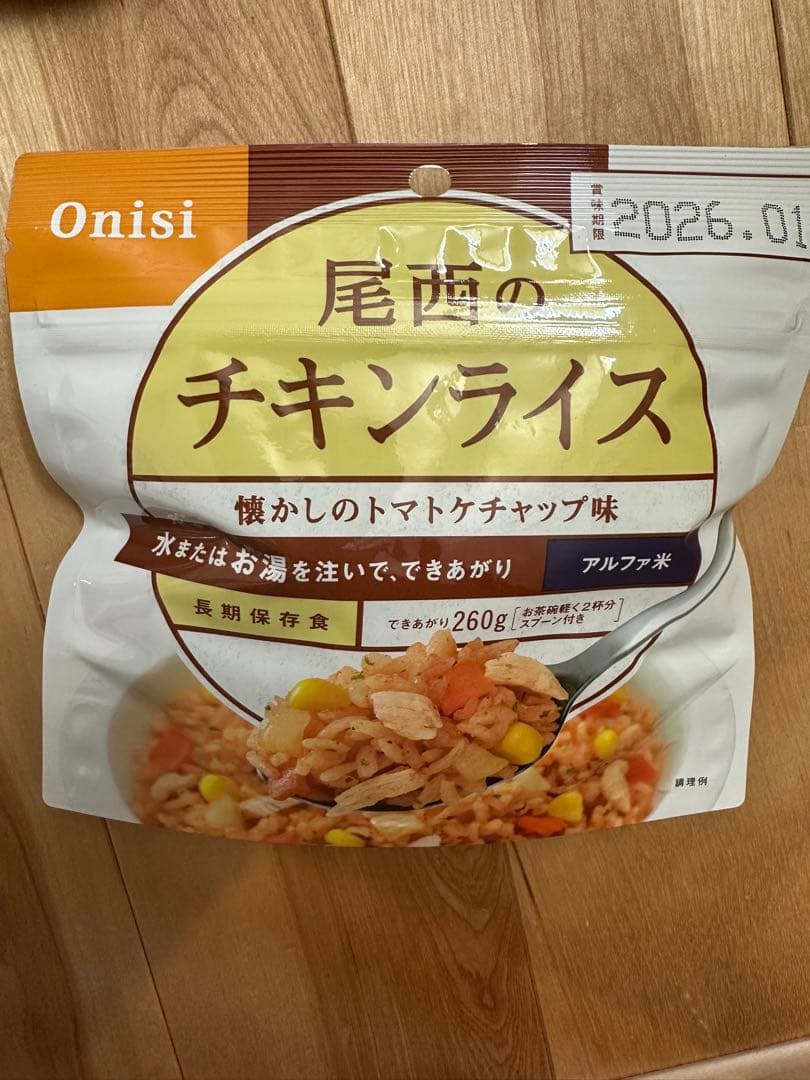 Onisi
賞味期限
2026.01
尾西の
チキンライス
懐かしのトマトケチャップ味
水またはお湯を注いで、できあがり
アルファ米
長期保存食
できあがり260g [お茶碗軽く2杯分
スプーン付き]
調理例